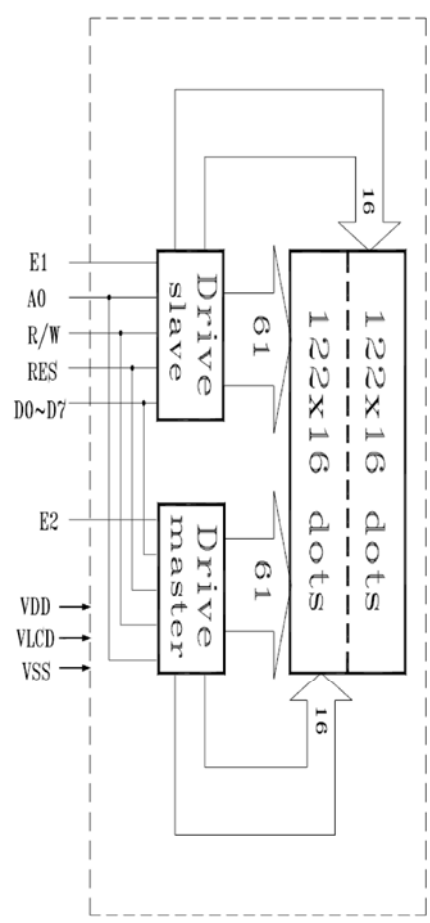 E1
A0
R/W
RES
D0~D7
E2
VDD
VLCD
VSS
Drive
slave
Drive
master
61
61
16
16
122x16 dots
122x16 dots